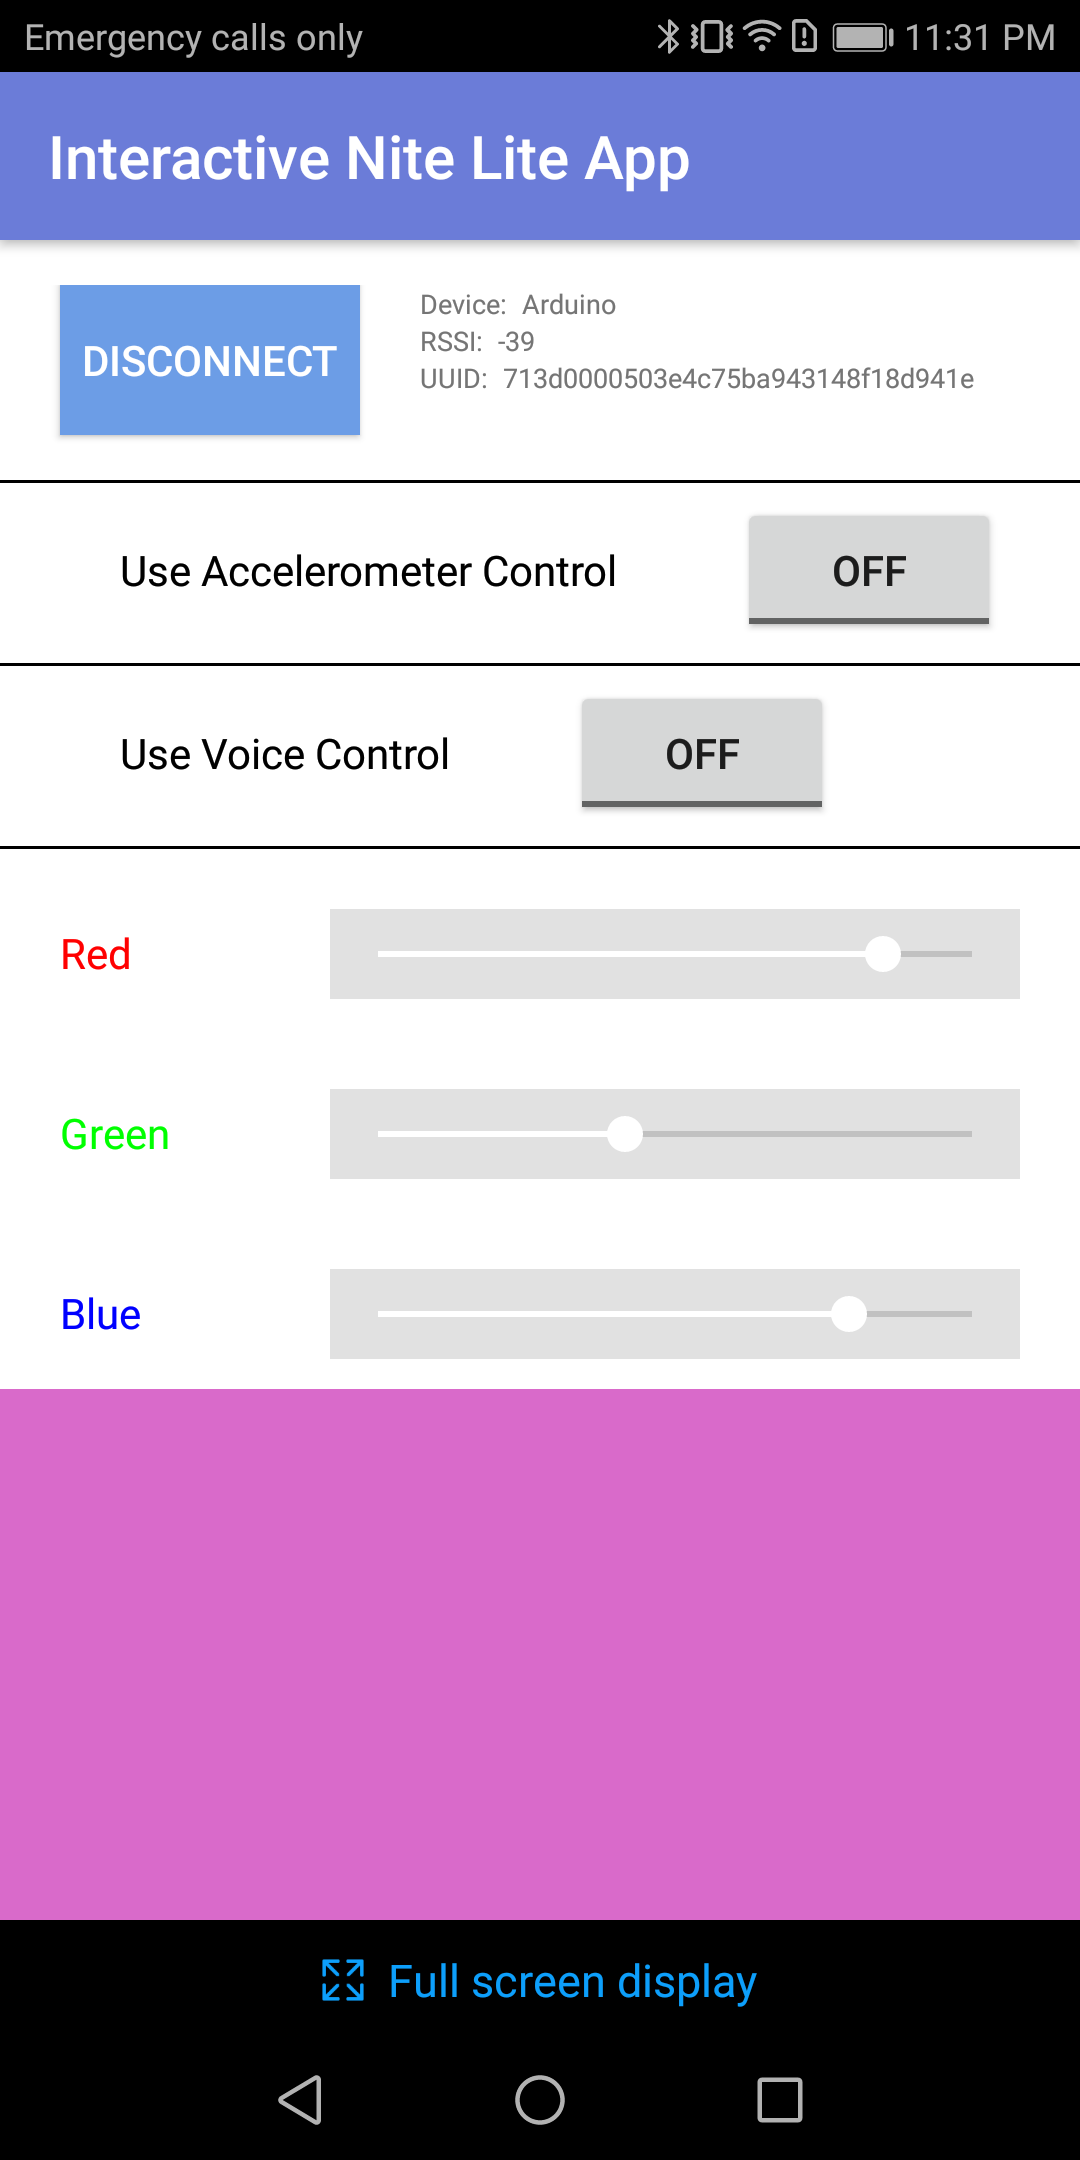 Emergency calls only 11:31 PM
Interactive Nite Lite App
DISCONNECT
Device: Arduino
RSSI: -39
UUID: 713d0000503e4c75ba943148f18d941e
Use Accelerometer Control OFF
Use Voice Control OFF
Red
Green
Blue
Full screen display